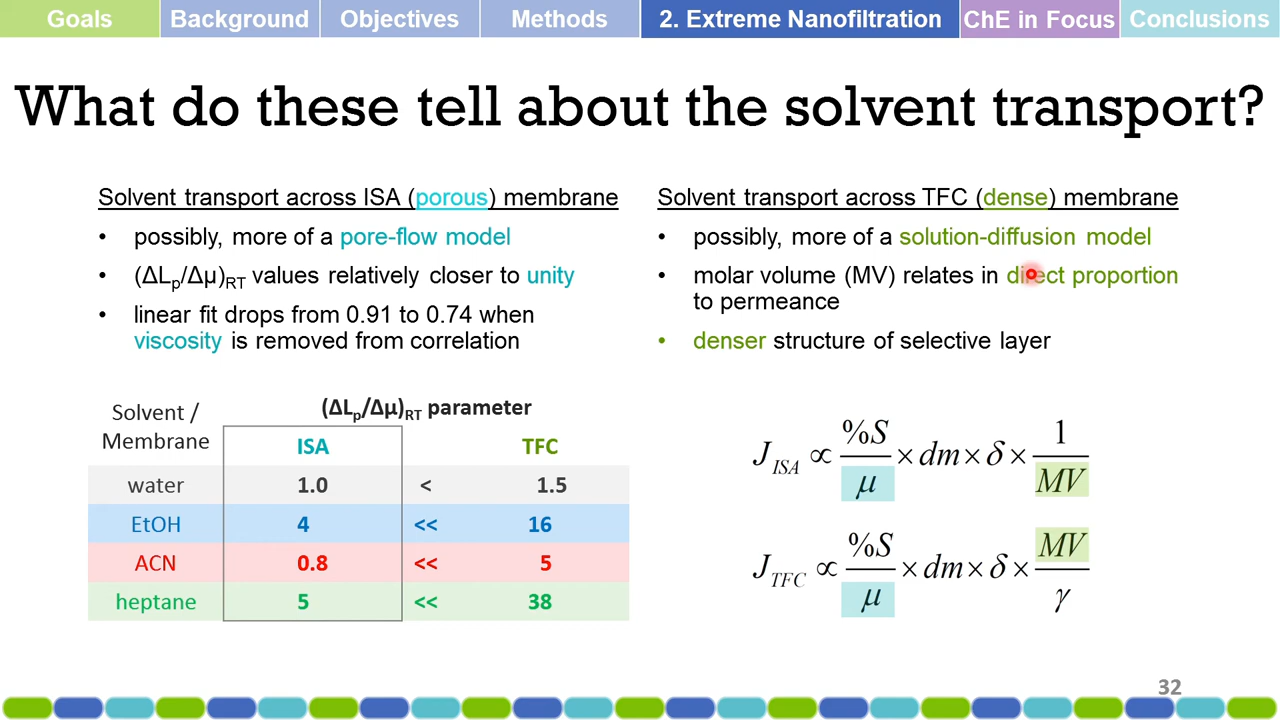 Goals Background Objectives Methods 2. Extreme Nanofiltration ChE in Focus Conclusions
What do these tell about the solvent transport?
Solvent transport across ISA (porous) membrane
• possibly, more of a pore-flow model
• (ΔLp/Δμ)RT values relatively closer to unity
• linear fit drops from 0.91 to 0.74 when
viscosity is removed from correlation
Solvent transport across TFC (dense) membrane
• possibly, more of a solution-diffusion model
• molar volume (MV) relates in direct proportion
to permeance
• denser structure of selective layer
Solvent /
Membrane
(ΔLp/Δμ)RT parameter
ISA TFC
water 1.0 < 1.5
EtOH 4 << 16
ACN 0.8 << 5
heptane 5 << 38
J_ISA ∝ %S/μ × dm × δ × 1/MV
J_TFC ∝ %S/μ × dm × δ × MV/γ
32